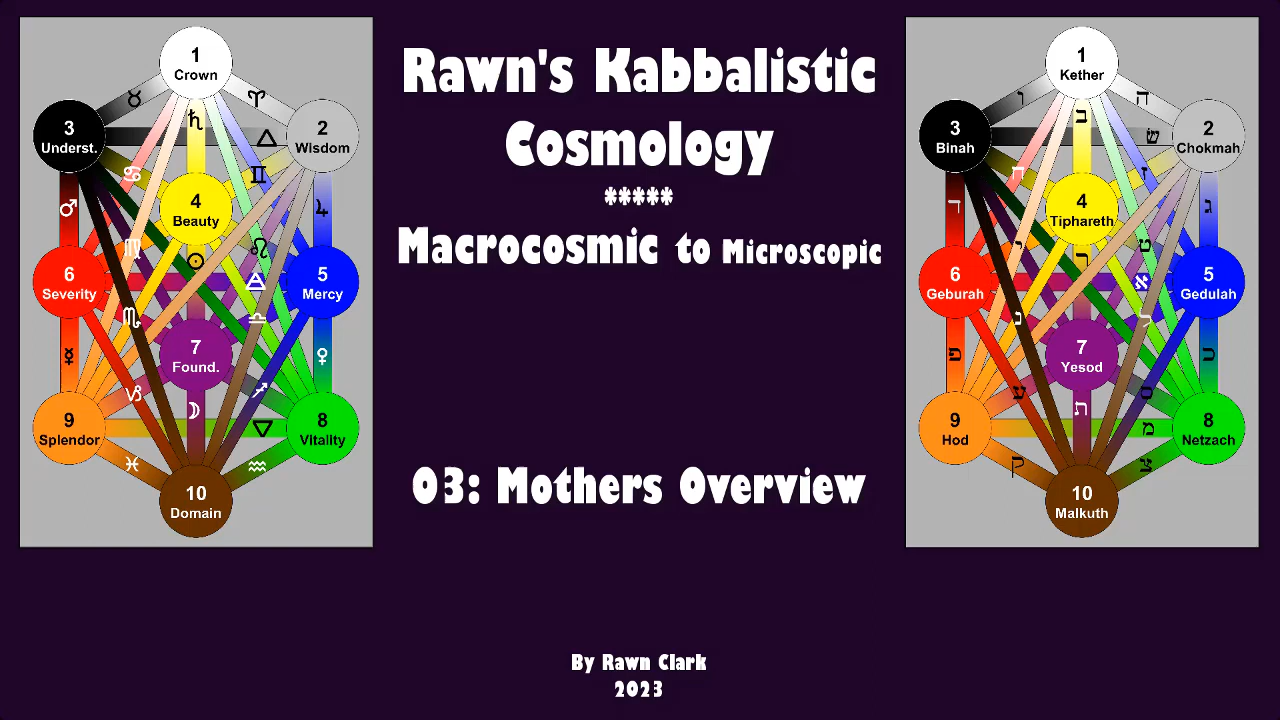 1
Crown
♉
♈
3
Underst.
♄
△
2
Wisdom
♋
♊
4
Beauty
♂
♃
♍
♌
☉
6
Severity
5
Mercy
♏
♎
7
Found.
☿
♀
♑
♐
☽
9
Splendor
8
Vitality
▽
♓
♒
10
Domain
Rawn's Kabbalistic
Cosmology
*****
Macrocosmic to Microscopic
03: Mothers Overview
By Rawn Clark
2023
1
Kether
ו
ה
3
Binah
ב
ש
2
Chokmah
ח
ז
4
Tiphareth
ג
י
ט
6
Geburah
א
5
Gedulah
נ
ל
7
Yesod
פ
ע
ס
ת
9
Hod
מ
8
Netzach
ק
צ
10
Malkuth